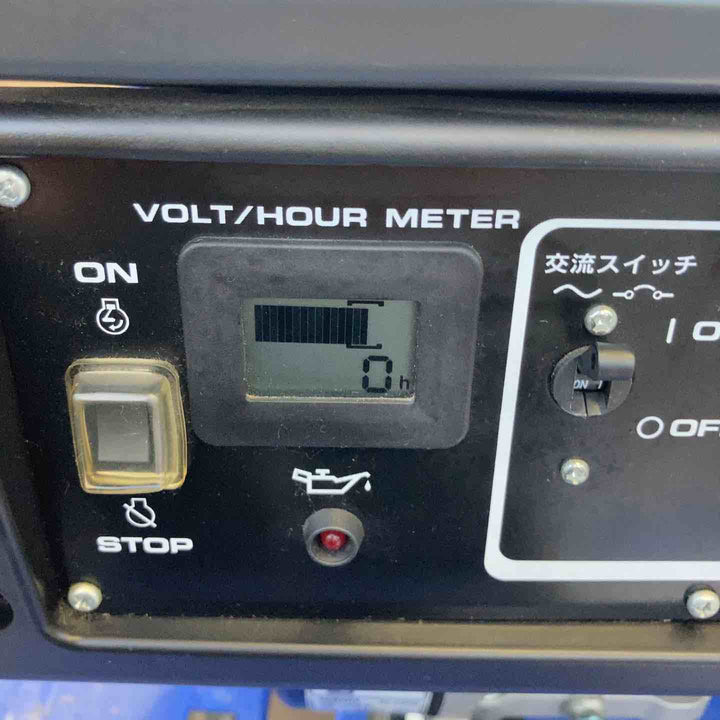 VOLT/HOUR METER
ON
0h
STOP
交流スイッチ
ON
OFF